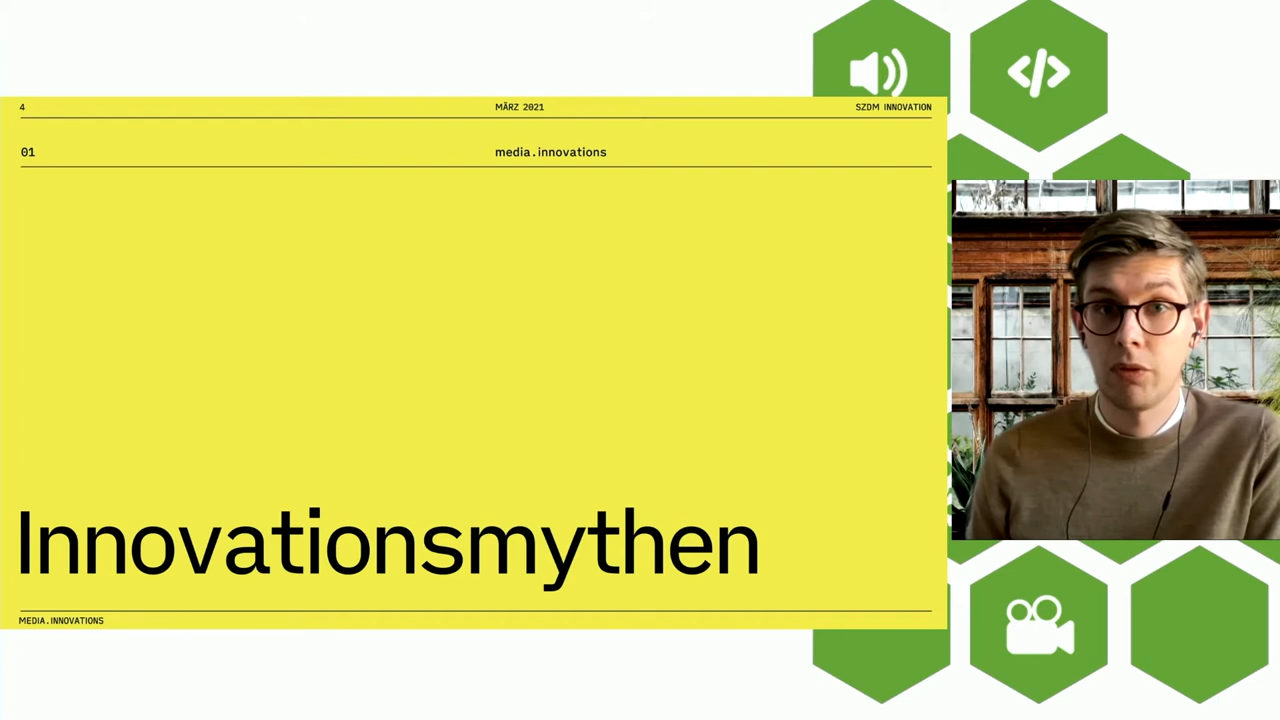 4
MÄRZ 2021
SZDM INNOVATION
01
media.innovations
Innovationsmythen
MEDIA.INNOVATIONS